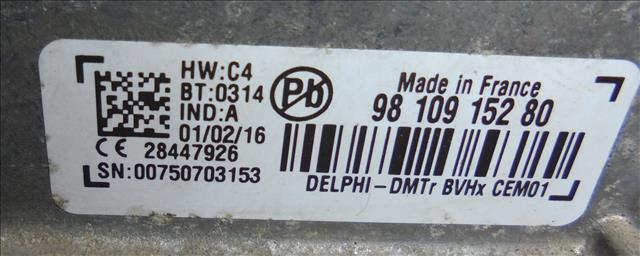 HW:C4
BT:0314
IND:A
01/02/16
CE 28447926
SN:00750703153
Pb
Made in France
98 109 152 80
DELPHI-DMTr BVHx CEM01